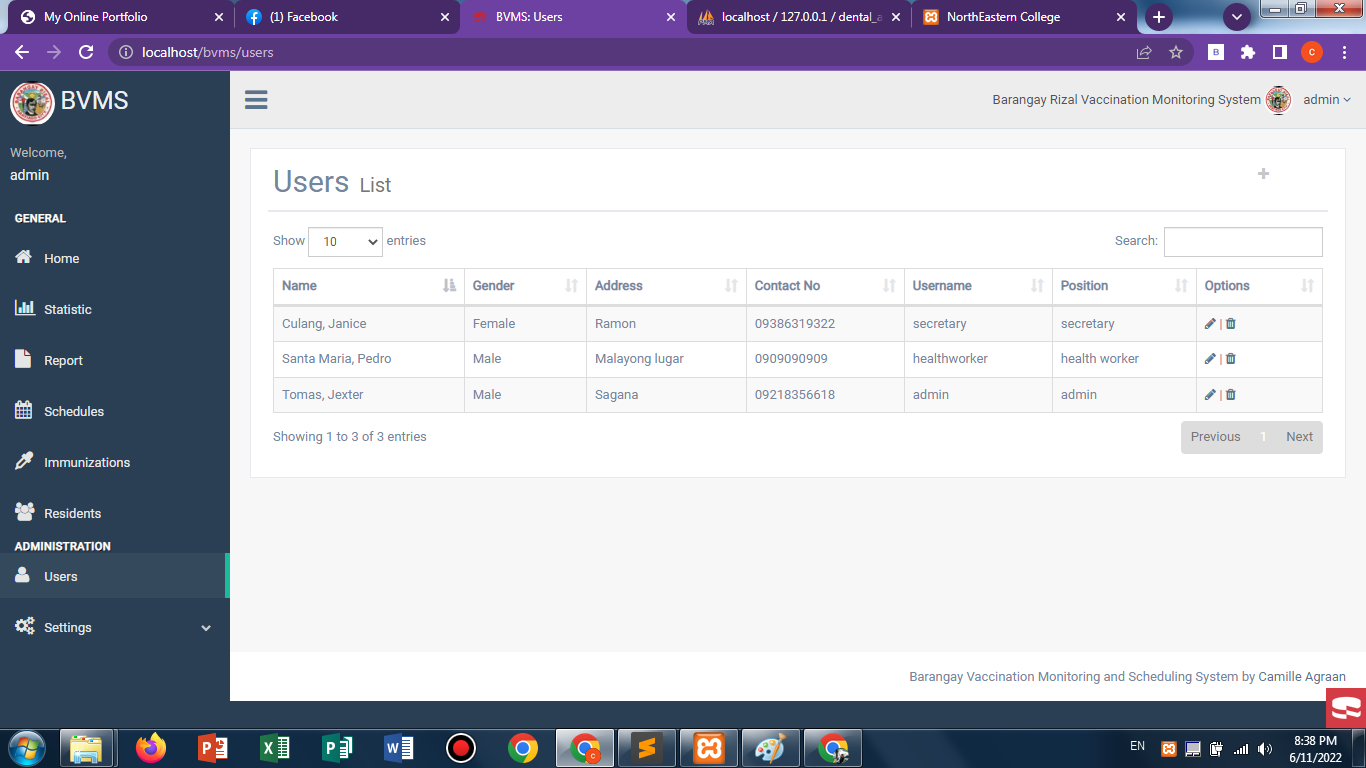 My Online Portfolio
(1) Facebook
BVMS: Users
localhost / 127.0.0.1 / dental_a
NorthEastern College
localhost/bvms/users
B
C
BVMS
Barangay Rizal Vaccination Monitoring System
admin
Welcome,
admin
GENERAL
Home
Statistic
Report
Schedules
Immunizations
Residents
ADMINISTRATION
Users
Settings
Users List
Show 10 entries
Search:
Name Gender Address Contact No Username Position Options
Culang, Janice Female Ramon 09386319322 secretary secretary |
Santa Maria, Pedro Male Malayong lugar 0909090909 healthworker health worker |
Tomas, Jexter Male Sagana 09218356618 admin admin |
Showing 1 to 3 of 3 entries
Previous 1 Next
Barangay Vaccination Monitoring and Scheduling System by Camille Agraan
EN
8:38 PM
6/11/2022